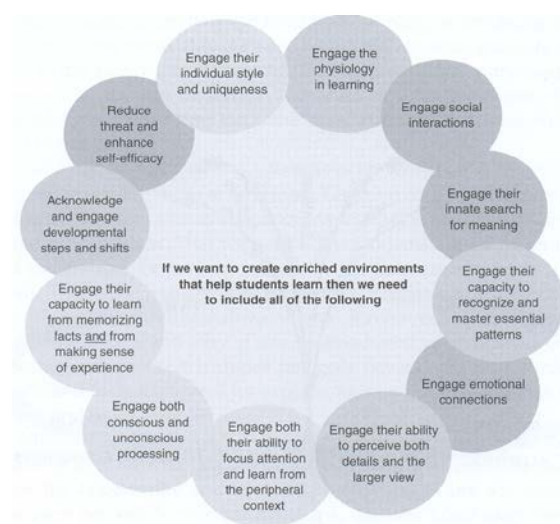 Engage their
individual style
and uniqueness
Engage the
physiology
in learning
Engage social
interactions
Engage their
innate search
for meaning
Engage their
capacity to
recognize and
master essential
patterns
Engage emotional
connections
Engage their ability
to perceive both
details and the
larger view
Engage both
their ability to
focus attention
and learn from
the peripheral
context
Engage both
conscious and
unconscious
processing
Engage their
capacity to learn
from memorizing
facts and from
making sense
of experience
Acknowledge
and engage
developmental
steps and shifts
Reduce
threat and
enhance
self-efficacy
If we want to create enriched environments
that help students learn then we need
to include all of the following